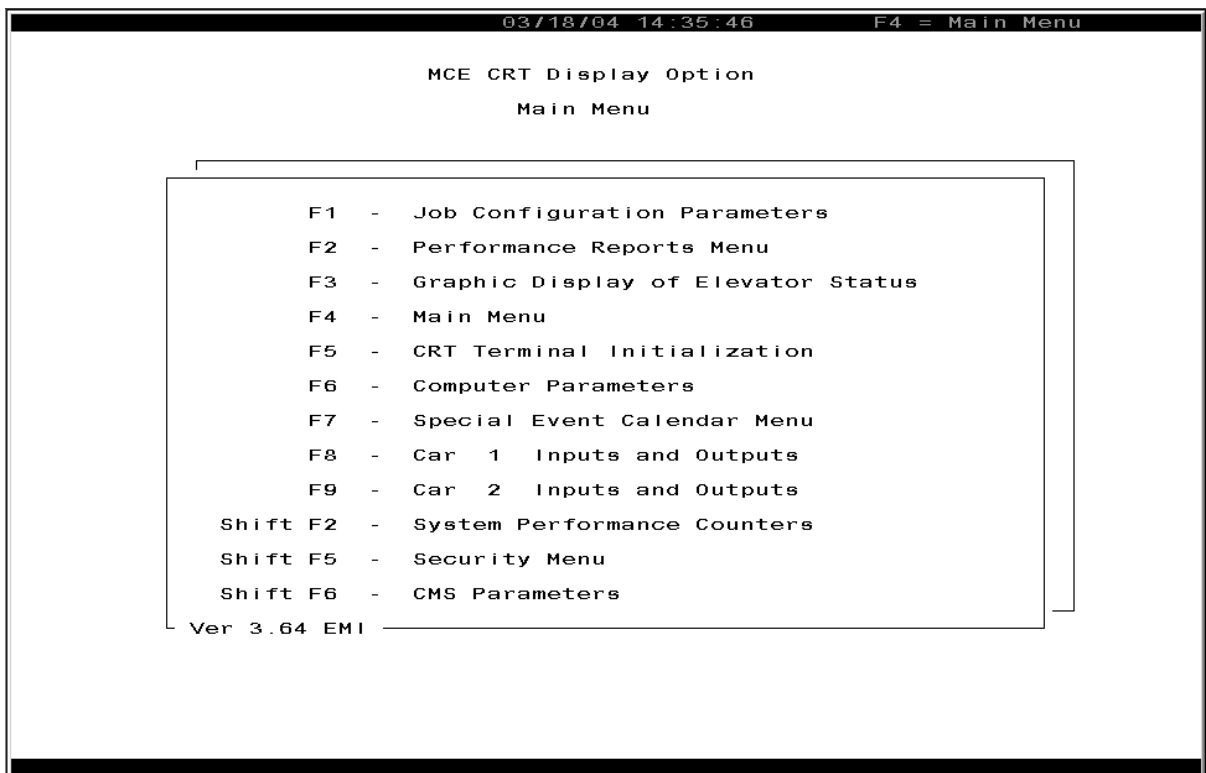 03/18/04 14:35:46 F4 = Main Menu
MCE CRT Display Option
Main Menu
F1 - Job Configuration Parameters
F2 - Performance Reports Menu
F3 - Graphic Display of Elevator Status
F4 - Main Menu
F5 - CRT Terminal Initialization
F6 - Computer Parameters
F7 - Special Event Calendar Menu
F8 - Car 1 Inputs and Outputs
F9 - Car 2 Inputs and Outputs
Shift F2 - System Performance Counters
Shift F5 - Security Menu
Shift F6 - CMS Parameters
Ver 3.64 EMI